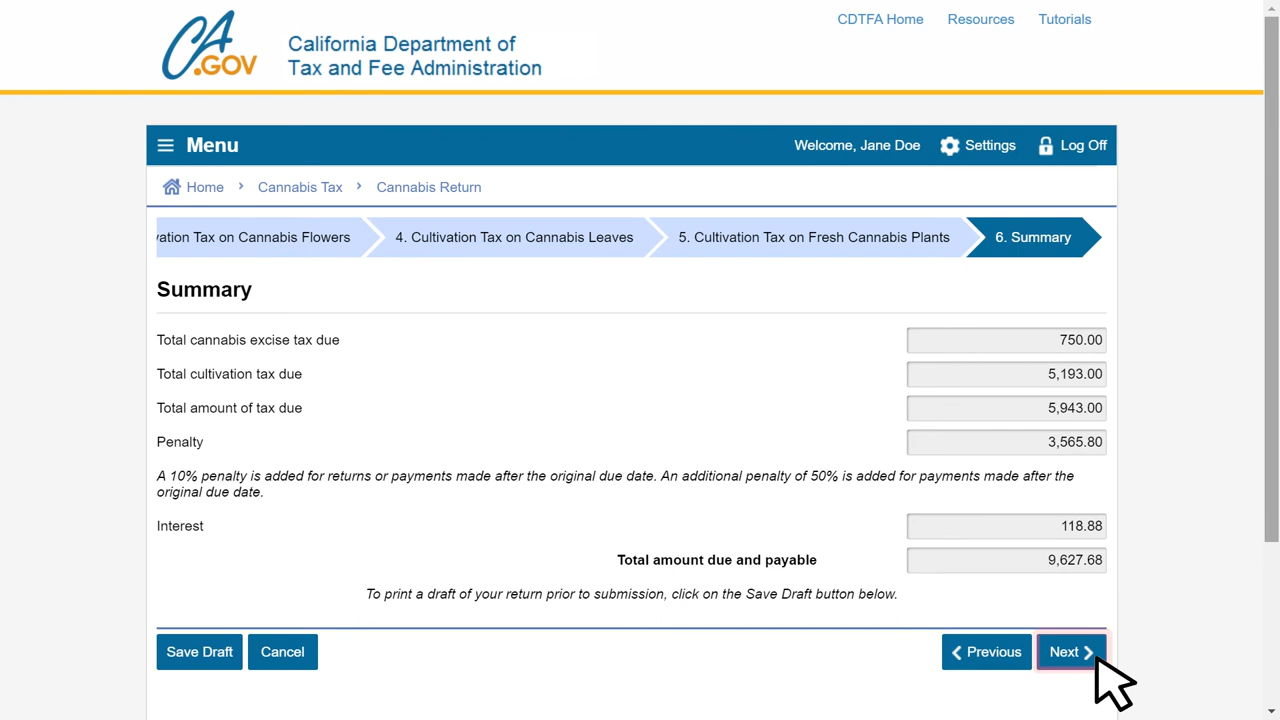 CDTFA Home Resources Tutorials
CA.GOV
California Department of
Tax and Fee Administration
Menu Welcome, Jane Doe Settings Log Off
Home > Cannabis Tax > Cannabis Return
vation Tax on Cannabis Flowers 4. Cultivation Tax on Cannabis Leaves 5. Cultivation Tax on Fresh Cannabis Plants 6. Summary
Summary
Total cannabis excise tax due 750.00
Total cultivation tax due 5,193.00
Total amount of tax due 5,943.00
Penalty 3,565.80
A 10% penalty is added for returns or payments made after the original due date. An additional penalty of 50% is added for payments made after the
original due date.
Interest 118.88
Total amount due and payable 9,627.68
To print a draft of your return prior to submission, click on the Save Draft button below.
Save Draft Cancel Previous Next